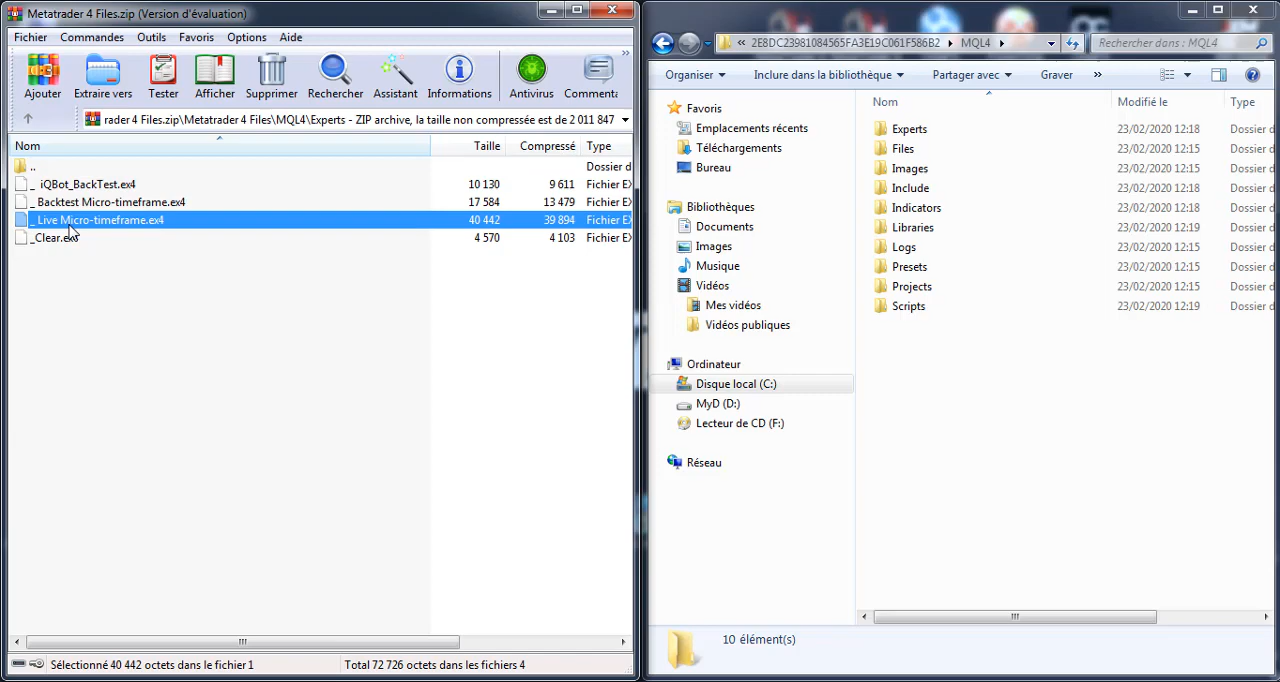 Metatrader 4 Files.zip (Version d'évaluation)
Fichier Commandes Outils Favoris Options Aide
Ajouter Extraire vers Tester Afficher Supprimer Rechercher Assistant Informations Antivirus Commenta
rader 4 Files.zip\Metatrader 4 Files\MQL4\Experts - ZIP archive, la taille non compressée est de 2 011 847
Nom Taille Compressé Type
.. Dossier d
_ iQBot_BackTest.ex4 10 130 9 611 Fichier EX
_ Backtest Micro-timeframe.ex4 17 584 13 479 Fichier EX
_ Live Micro-timeframe.ex4 40 442 39 894 Fichier EX
_Clear.ex4 4 570 4 103 Fichier EX
Sélectionné 40 442 octets dans le fichier 1 Total 72 726 octets dans les fichiers 4
« 2E8DC23981084565FA3E19C061F586B2 MQL4 Rechercher dans : MQL4
Organiser Inclure dans la bibliothèque Partager avec Graver »
Favoris
Emplacements récents
Téléchargements
Bureau
Bibliothèques
Documents
Images
Musique
Vidéos
Mes vidéos
Vidéos publiques
Ordinateur
Disque local (C:)
MyD (D:)
Lecteur de CD (F:)
Réseau
Nom Modifié le Type
Experts 23/02/2020 12:18 Dossier d
Files 23/02/2020 12:15 Dossier d
Images 23/02/2020 12:15 Dossier d
Include 23/02/2020 12:18 Dossier d
Indicators 23/02/2020 12:18 Dossier d
Libraries 23/02/2020 12:19 Dossier d
Logs 23/02/2020 12:15 Dossier d
Presets 23/02/2020 12:15 Dossier d
Projects 23/02/2020 12:15 Dossier d
Scripts 23/02/2020 12:19 Dossier d
10 élément(s)